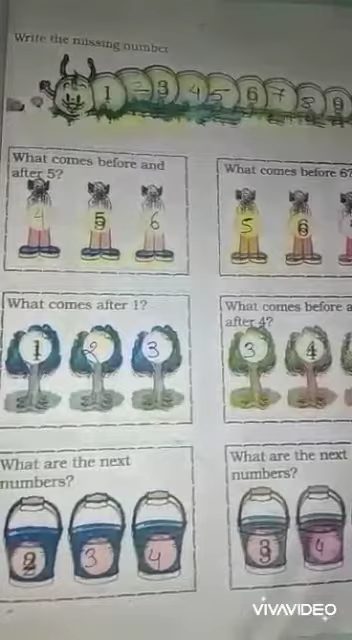 Write the missing number
1 2 3 4 5 6 7 8 9
What comes before and
after 5?
4 5 6
What comes before 6?
5 6
What comes after 1?
1 2 3
What comes before a
after 4?
3 4
What are the next
numbers?
2 3 4
What are the next
numbers?
3 4
VIVAVIDEO